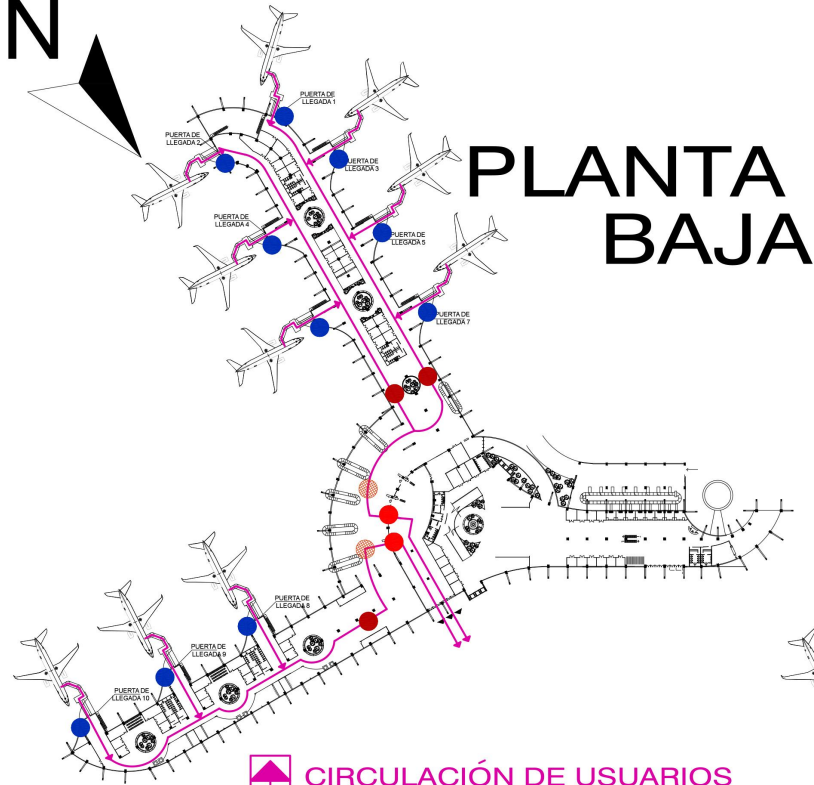 N
PUERTA DE
LLEGADA 1
PUERTA DE
LLEGADA 2
PLANTA
BAJA
UERTA DE
LLEGADA 3
PUERTA DE
LLEGADA 4
PUERTA DE
LLEGADA 5
UERTA DE
LLEGADA 7
PUERTA DE
LLEGADA 8
PUERTA DE
LLEGADA 9
PUERTA DE
LLEGADA 10
CIRCULACIÓN DE USUARIOS